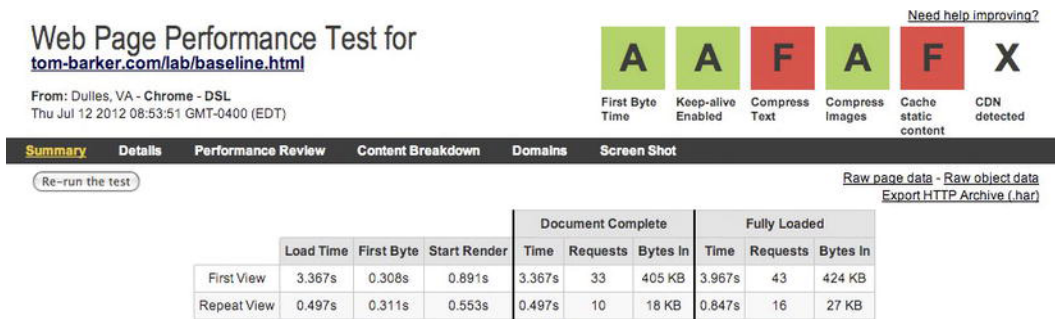 Need help improving?
Web Page Performance Test for
tom-barker.com/lab/baseline.html
From: Dulles, VA - Chrome - DSL
Thu Jul 12 2012 08:53:51 GMT-0400 (EDT)
A A F A F X
First Byte Time Keep-alive Enabled Compress Text Compress Images Cache static content CDN detected
Summary Details Performance Review Content Breakdown Domains Screen Shot
Re-run the test
Raw page data - Raw object data
Export HTTP Archive (.har)
Document Complete Fully Loaded
Load Time First Byte Start Render Time Requests Bytes In Time Requests Bytes In
First View 3.367s 0.308s 0.891s 3.367s 33 405 KB 3.967s 43 424 KB
Repeat View 0.497s 0.311s 0.553s 0.497s 10 18 KB 0.847s 16 27 KB